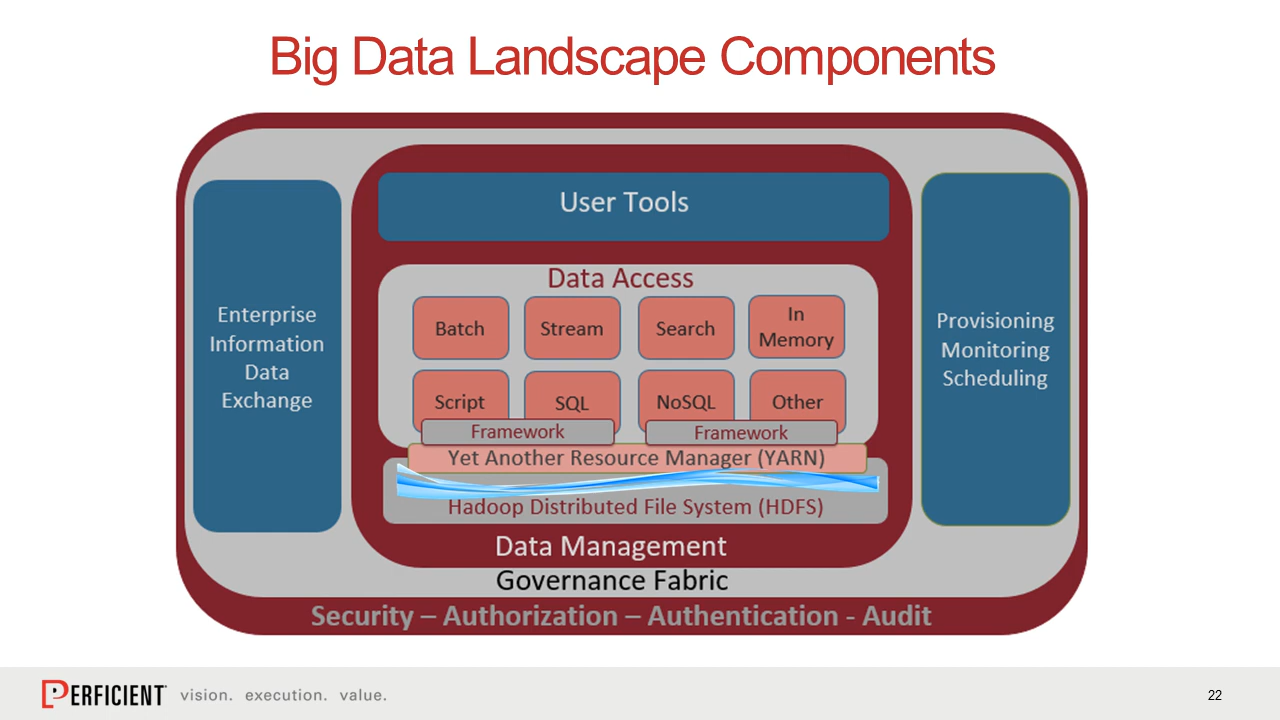 Big Data Landscape Components
User Tools
Enterprise
Information
Data
Exchange
Data Access
Batch
Stream
Search
In
Memory
Script
SQL
NoSQL
Other
Framework
Framework
Yet Another Resource Manager (YARN)
Hadoop Distributed File System (HDFS)
Provisioning
Monitoring
Scheduling
Data Management
Governance Fabric
Security – Authorization – Authentication - Audit
PERFICIENT vision. execution. value.
22